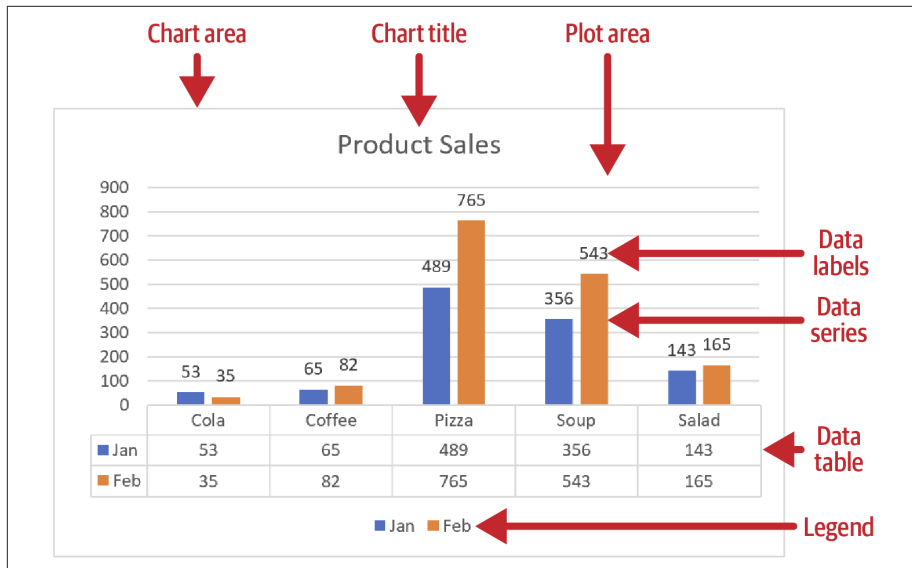 Chart area Chart title Plot area
Product Sales
900
800
700
600
500
400
300
200
100
0
53 35 65 82 489 765 356 543 143 165
Data
labels
Data
series
Cola Coffee Pizza Soup Salad
Jan 53 65 489 356 143
Feb 35 82 765 543 165
Data
table
Jan Feb
Legend